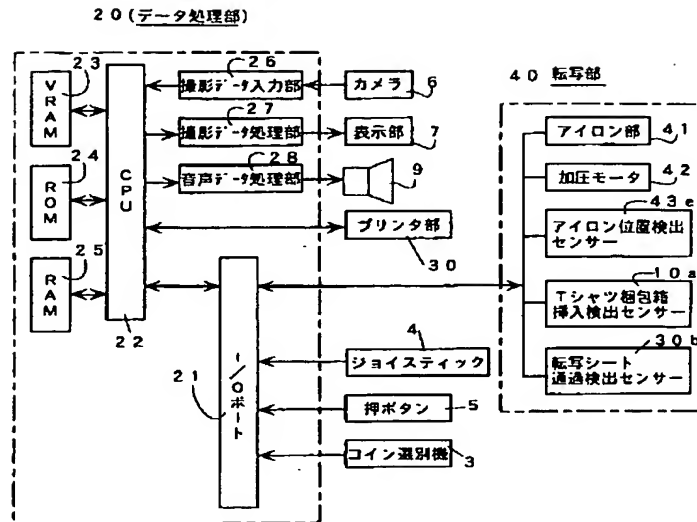 20(データ処理部)
23
VRAM
24
ROM
25
RAM
CPU
22
26
撮影データ入力部
27
撮影データ処理部
28
音声データ処理部
カメラ
6
表示部
7
9
プリンタ部
30
21
I/Oポート
4
ジョイスティック
押ボタン
5
コイン選別機
3
40 転写部
アイロン部
41
加圧モータ
42
43e
アイロン位置検出
センサー
10a
Tシャツ梱包箱
挿入検出センサー
30b
転写シート
通過検出センサー